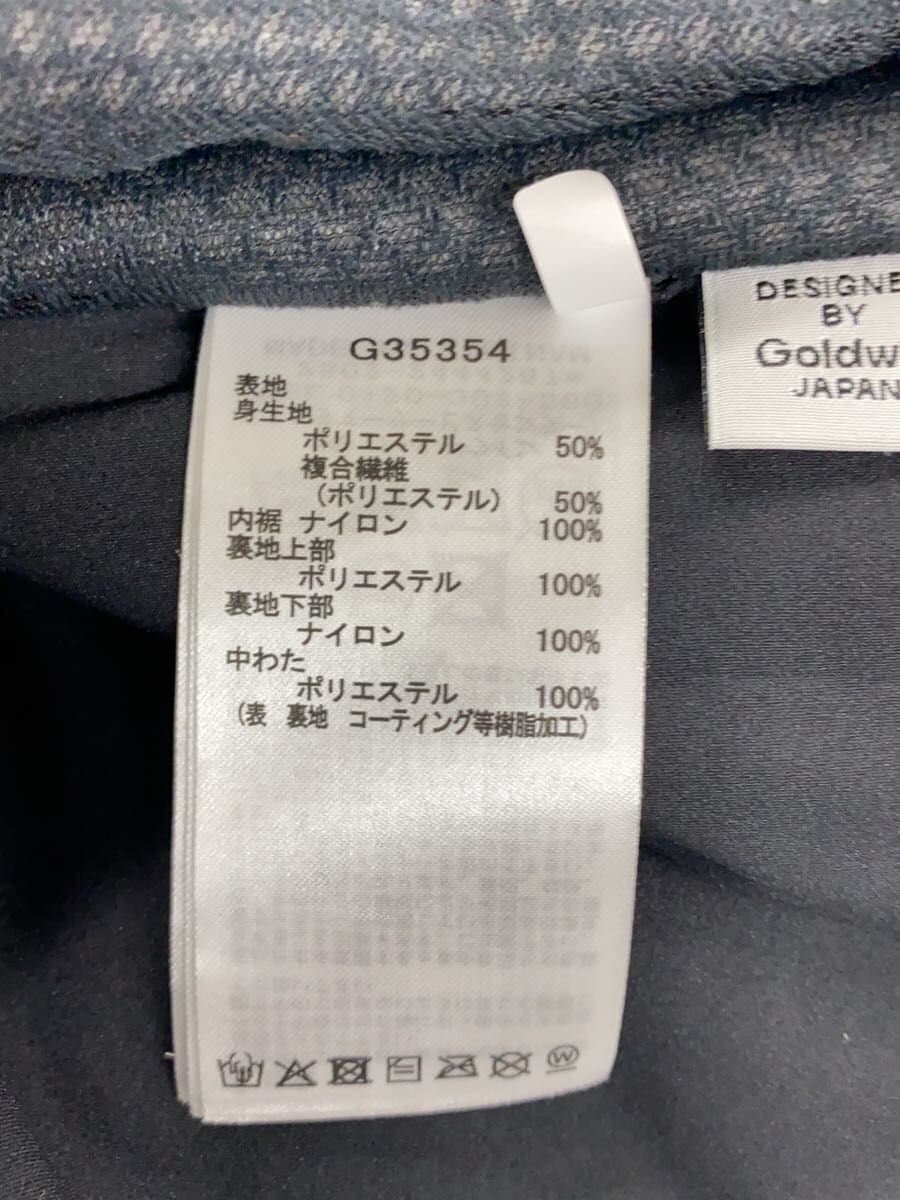 G35354
表地
身生地
ポリエステル 50%
複合繊維
(ポリエステル) 50%
内裾 ナイロン 100%
裏地上部
ポリエステル 100%
裏地下部
ナイロン 100%
中わた
ポリエステル 100%
(表 裏地 コーティング等樹脂加工)
DESIGNE
BY
Goldw
JAPAN